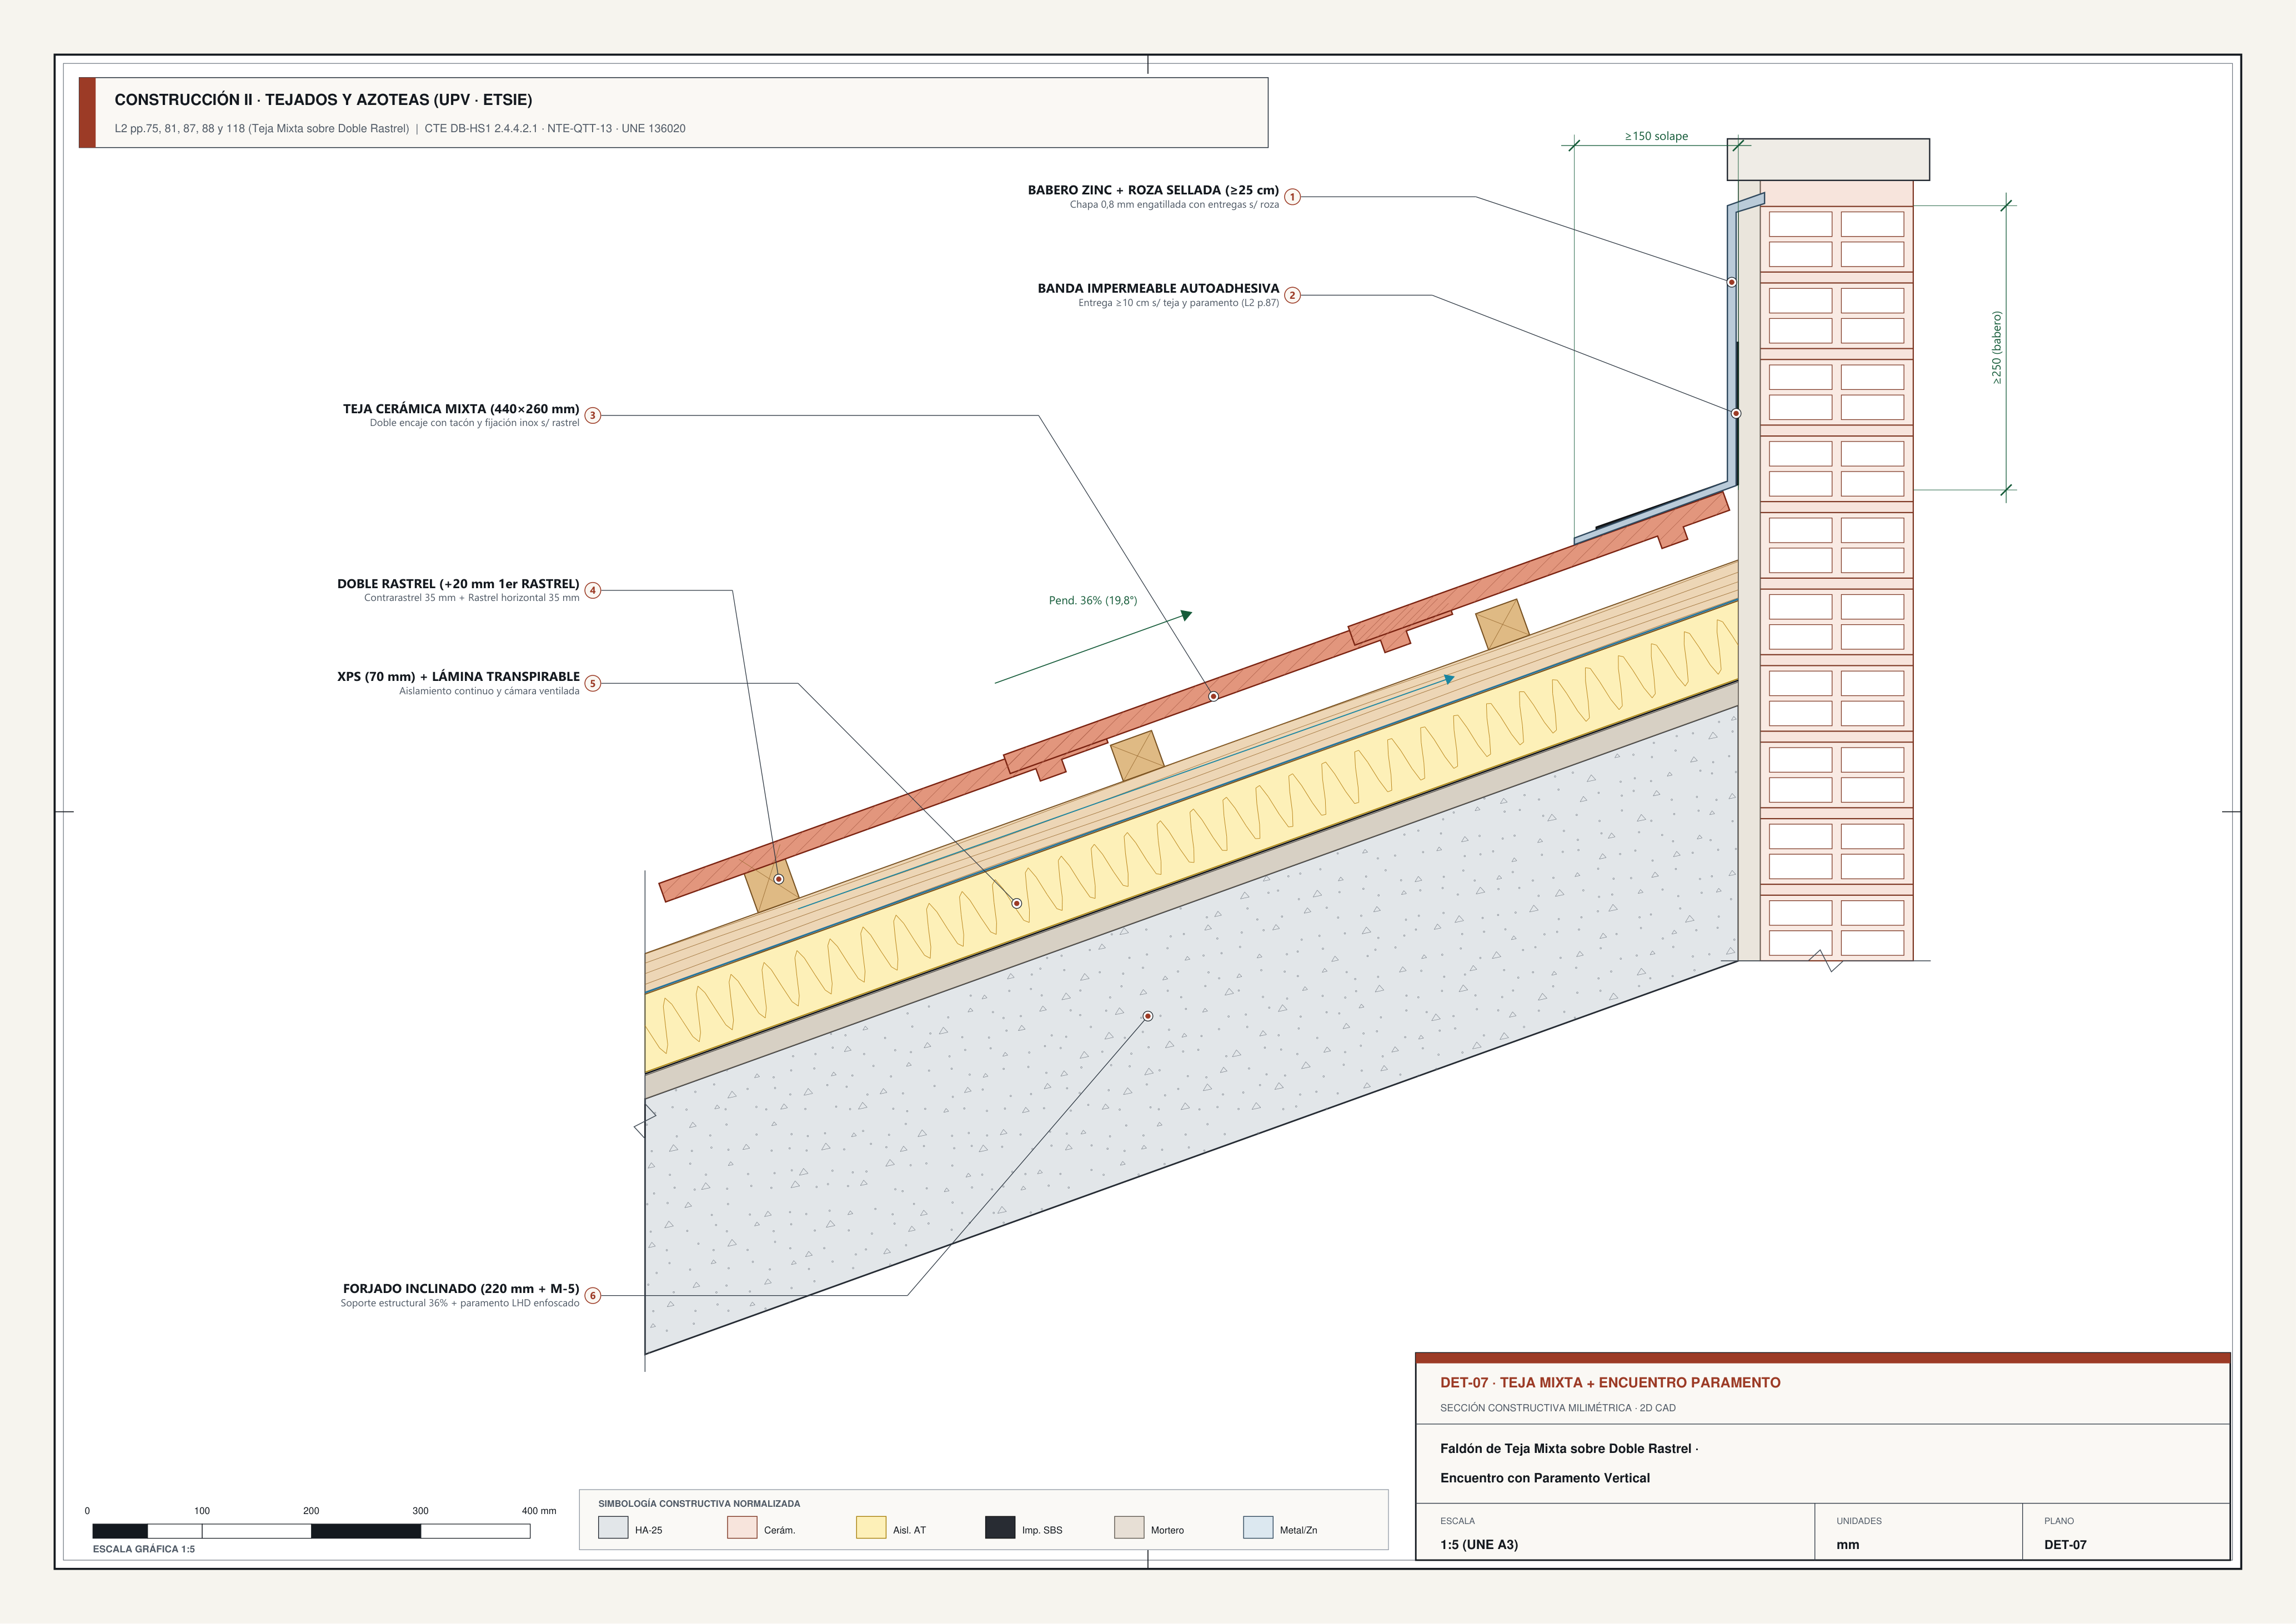 CONSTRUCCIÓN II · TEJADOS Y AZOTEAS (UPV · ETSIE)
L2 pp.75, 81, 87, 88 y 118 (Teja Mixta sobre Doble Rastrel) | CTE DB-HS1 2.4.4.2.1 · NTE-QTT-13 · UNE 136020
≥150 solape
BABERO ZINC + ROZA SELLADA (≥25 cm)
1
Chapa 0,8 mm engatillada con entregas s/ roza
BANDA IMPERMEABLE AUTOADHESIVA
2
Entrega ≥10 cm s/ teja y paramento (L2 p.87)
≥250 (babero)
TEJA CERÁMICA MIXTA (440×260 mm)
3
Doble encaje con tacón y fijación inox s/ rastrel
DOBLE RASTREL (+20 mm 1er RASTREL)
4
Contrarastrel 35 mm + Rastrel horizontal 35 mm
Pend. 36% (19,8°)
XPS (70 mm) + LÁMINA TRANSPIRABLE
5
Aislamiento continuo y cámara ventilada
FORJADO INCLINADO (220 mm + M-5)
6
Soporte estructural 36% + paramento LHD enfoscado
DET-07 · TEJA MIXTA + ENCUENTRO PARAMENTO
SECCIÓN CONSTRUCTIVA MILIMÉTRICA · 2D CAD
Faldón de Teja Mixta sobre Doble Rastrel ·
Encuentro con Paramento Vertical
ESCALA
1:5 (UNE A3)
UNIDADES
mm
PLANO
DET-07
0 100 200 300 400 mm
ESCALA GRÁFICA 1:5
SIMBOLOGÍA CONSTRUCTIVA NORMALIZADA
HA-25 Cerám. Aisl. AT Imp. SBS Mortero Metal/Zn